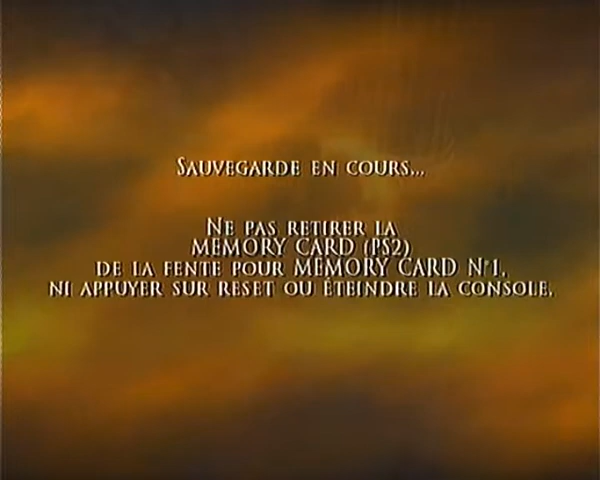 Sauvegarde en cours...
Ne pas retirer la
MEMORY CARD (PS2)
de la fente pour MEMORY CARD N°1,
ni appuyer sur reset ou éteindre la console.